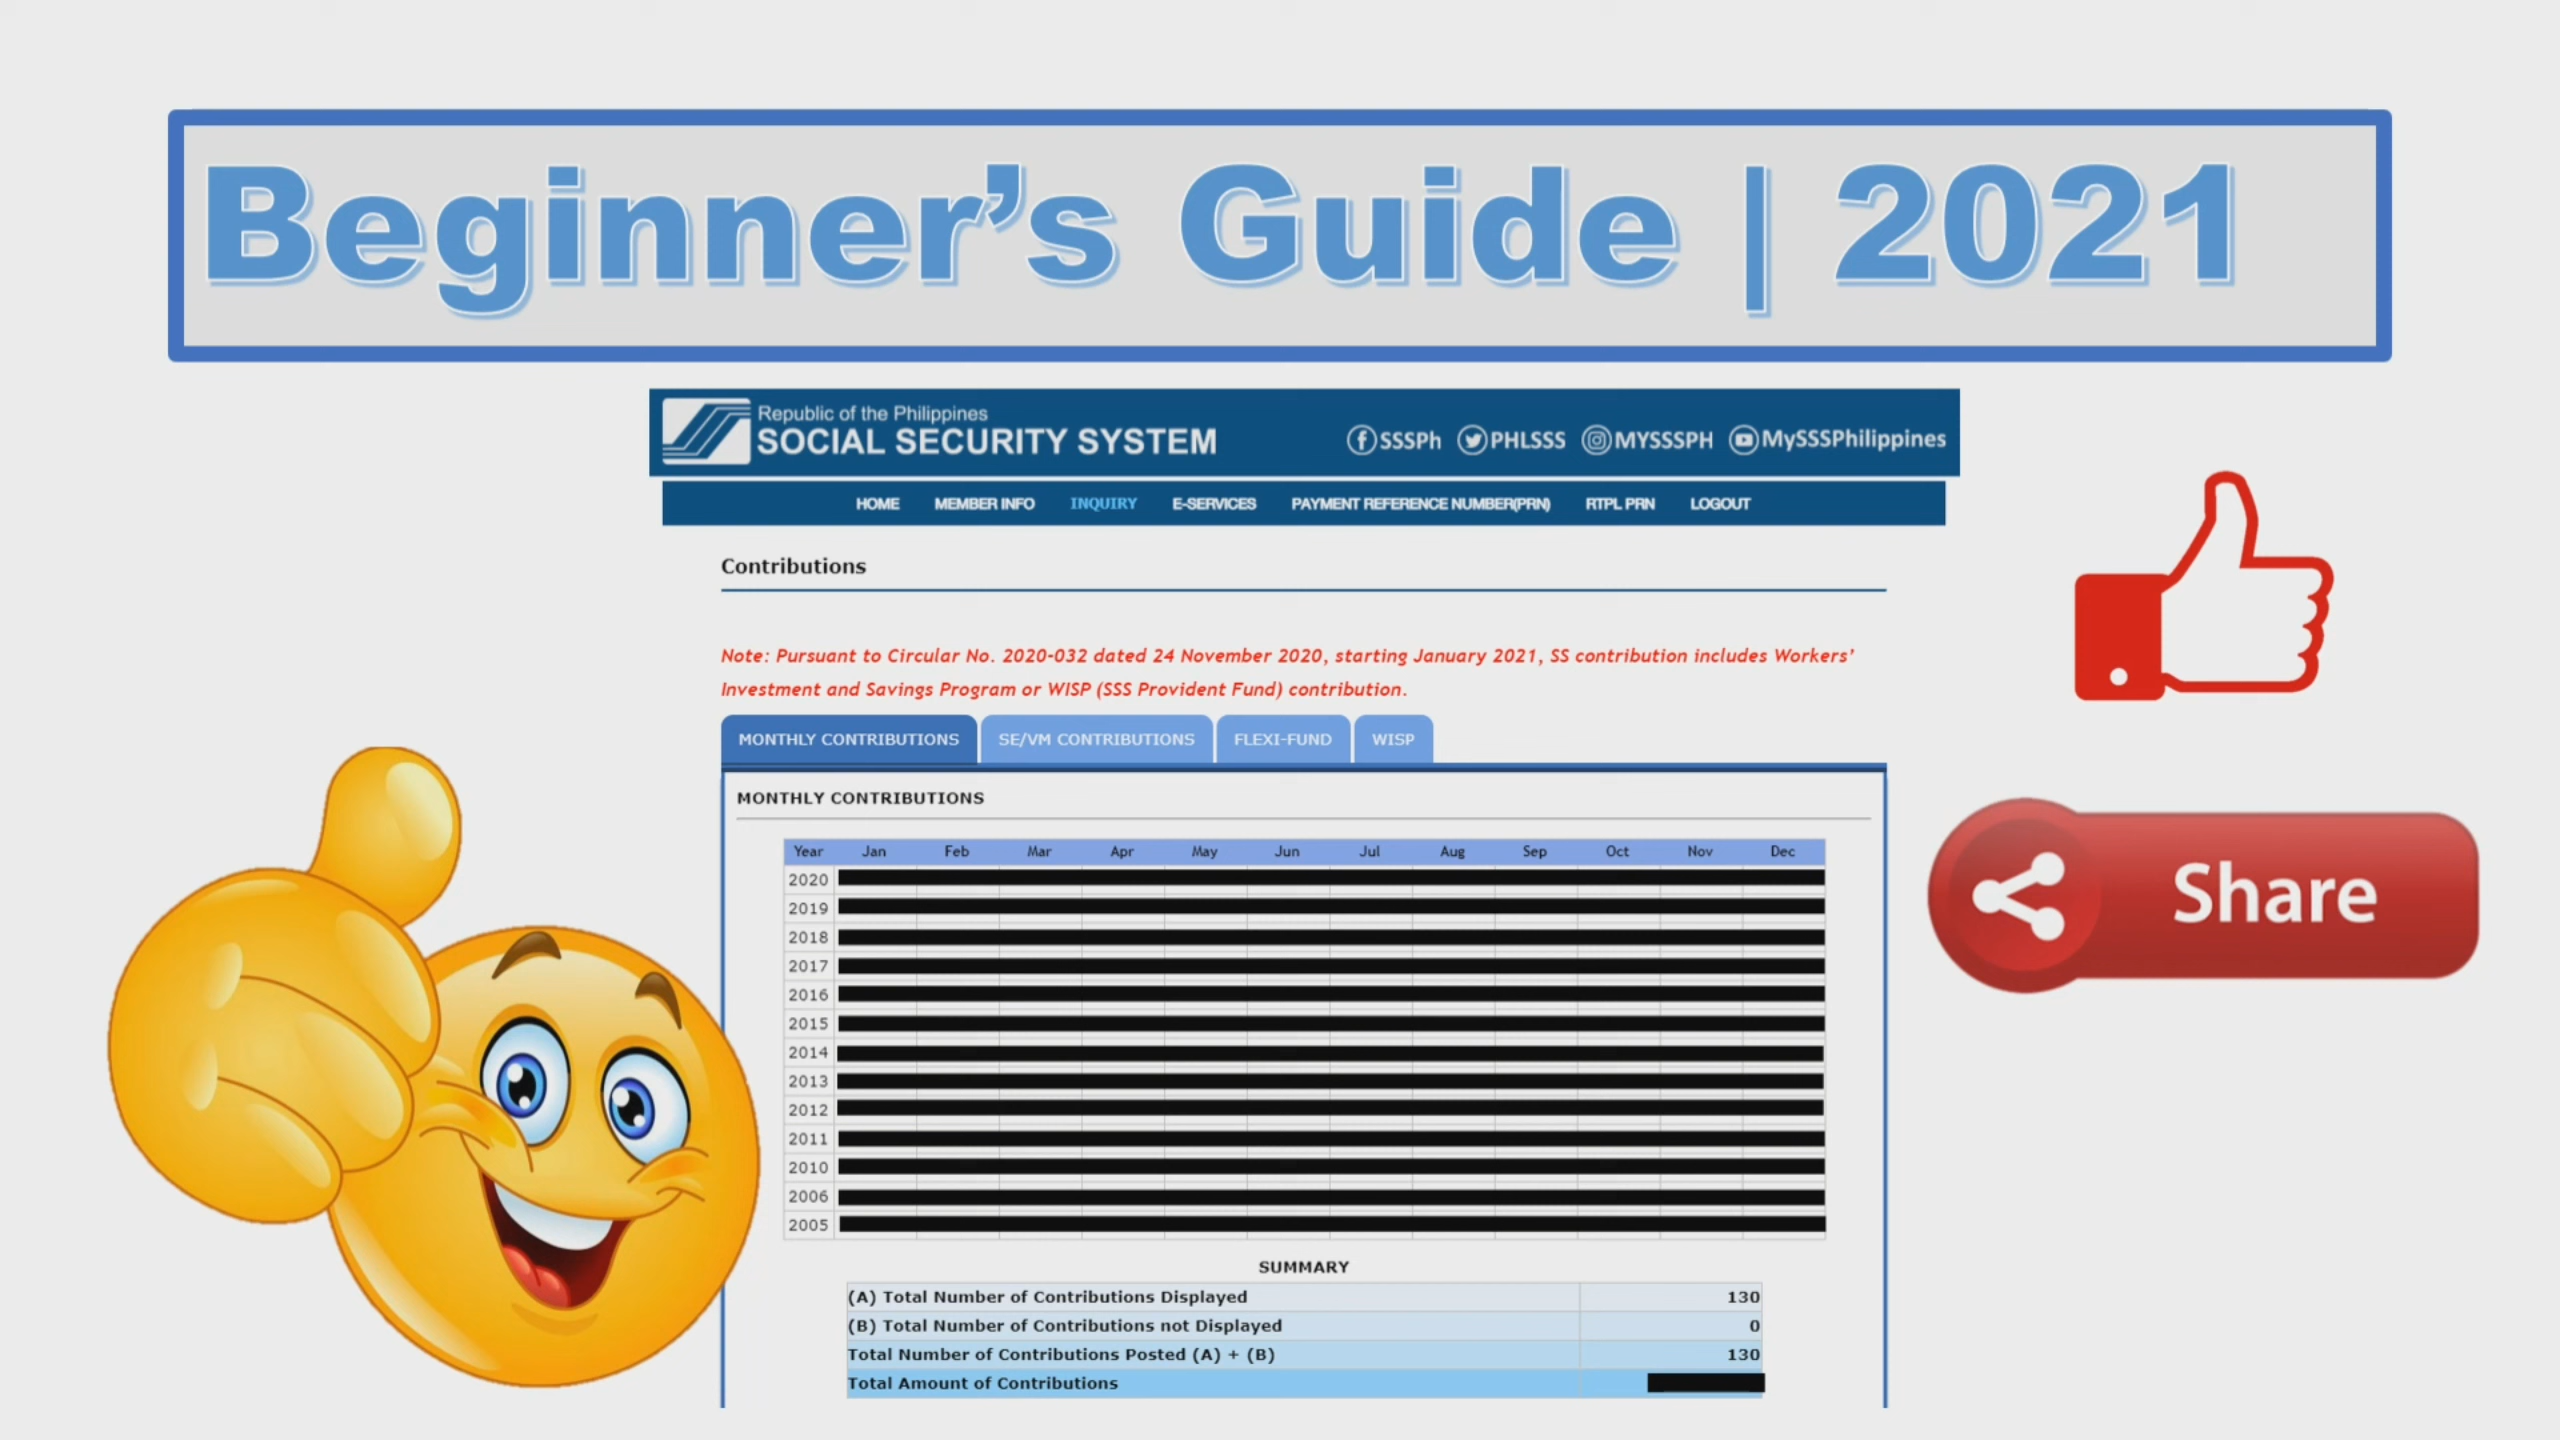 Beginner’s Guide | 2021
Republic of the Philippines
SOCIAL SECURITY SYSTEM
SSSPh PHLSSS MYSSSPH MySSSPhilippines
HOME MEMBER INFO INQUIRY E-SERVICES PAYMENT REFERENCE NUMBER(PRN) RTPL PRN LOGOUT
Contributions
Note: Pursuant to Circular No. 2020-032 dated 24 November 2020, starting January 2021, SS contribution includes Workers’
Investment and Savings Program or WISP (SSS Provident Fund) contribution.
MONTHLY CONTRIBUTIONS SE/VM CONTRIBUTIONS FLEXI-FUND WISP
MONTHLY CONTRIBUTIONS
Year Jan Feb Mar Apr May Jun Jul Aug Sep Oct Nov Dec
2020
2019
2018
2017
2016
2015
2014
2013
2012
2011
2010
2006
2005
SUMMARY
(A) Total Number of Contributions Displayed 130
(B) Total Number of Contributions not Displayed 0
Total Number of Contributions Posted (A) + (B) 130
Total Amount of Contributions
Share